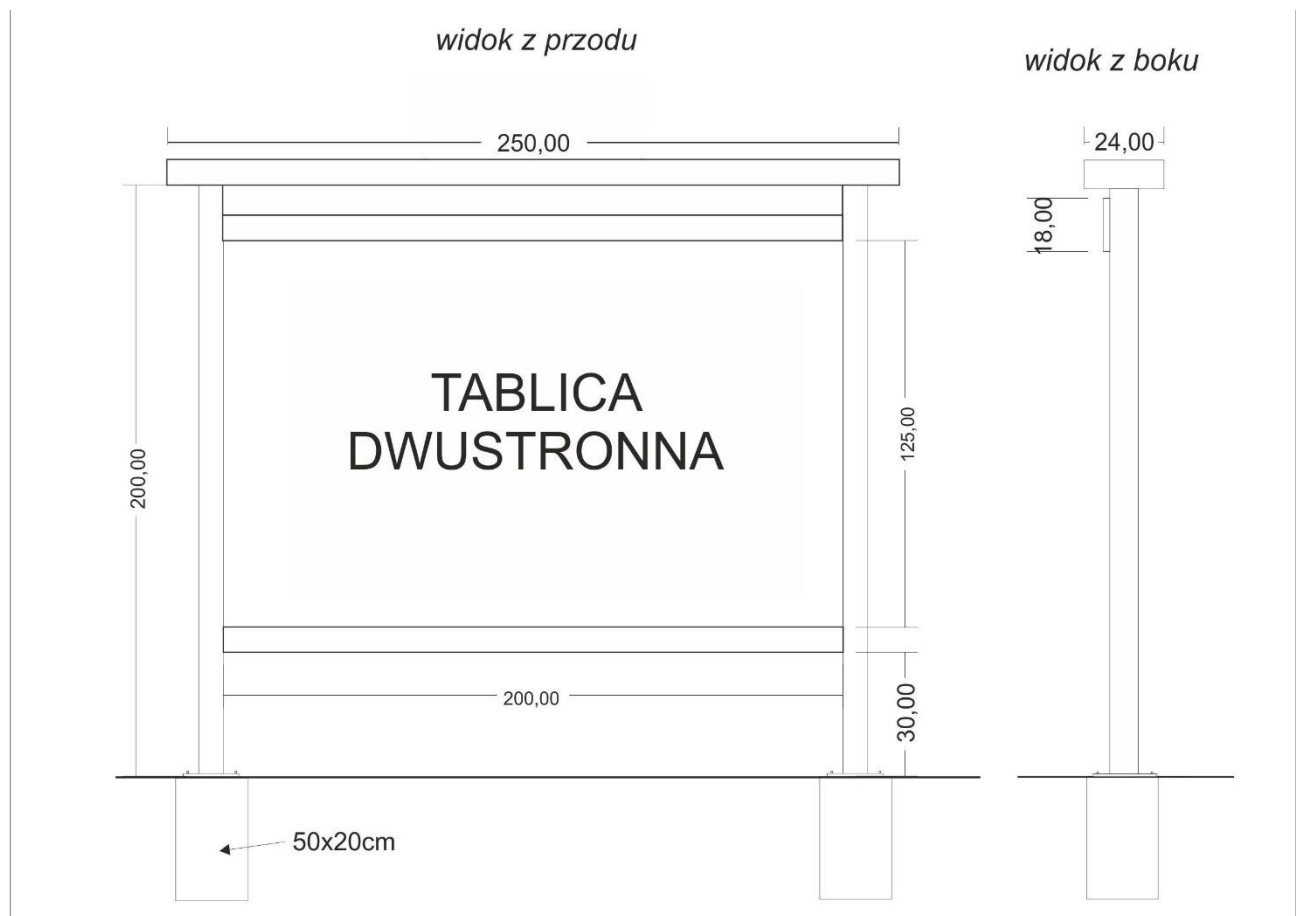 widok z przodu
widok z boku
250,00
24,00
18,00
TABLICA
DWUSTRONNA
200,00
125,00
200,00
30,00
50x20cm